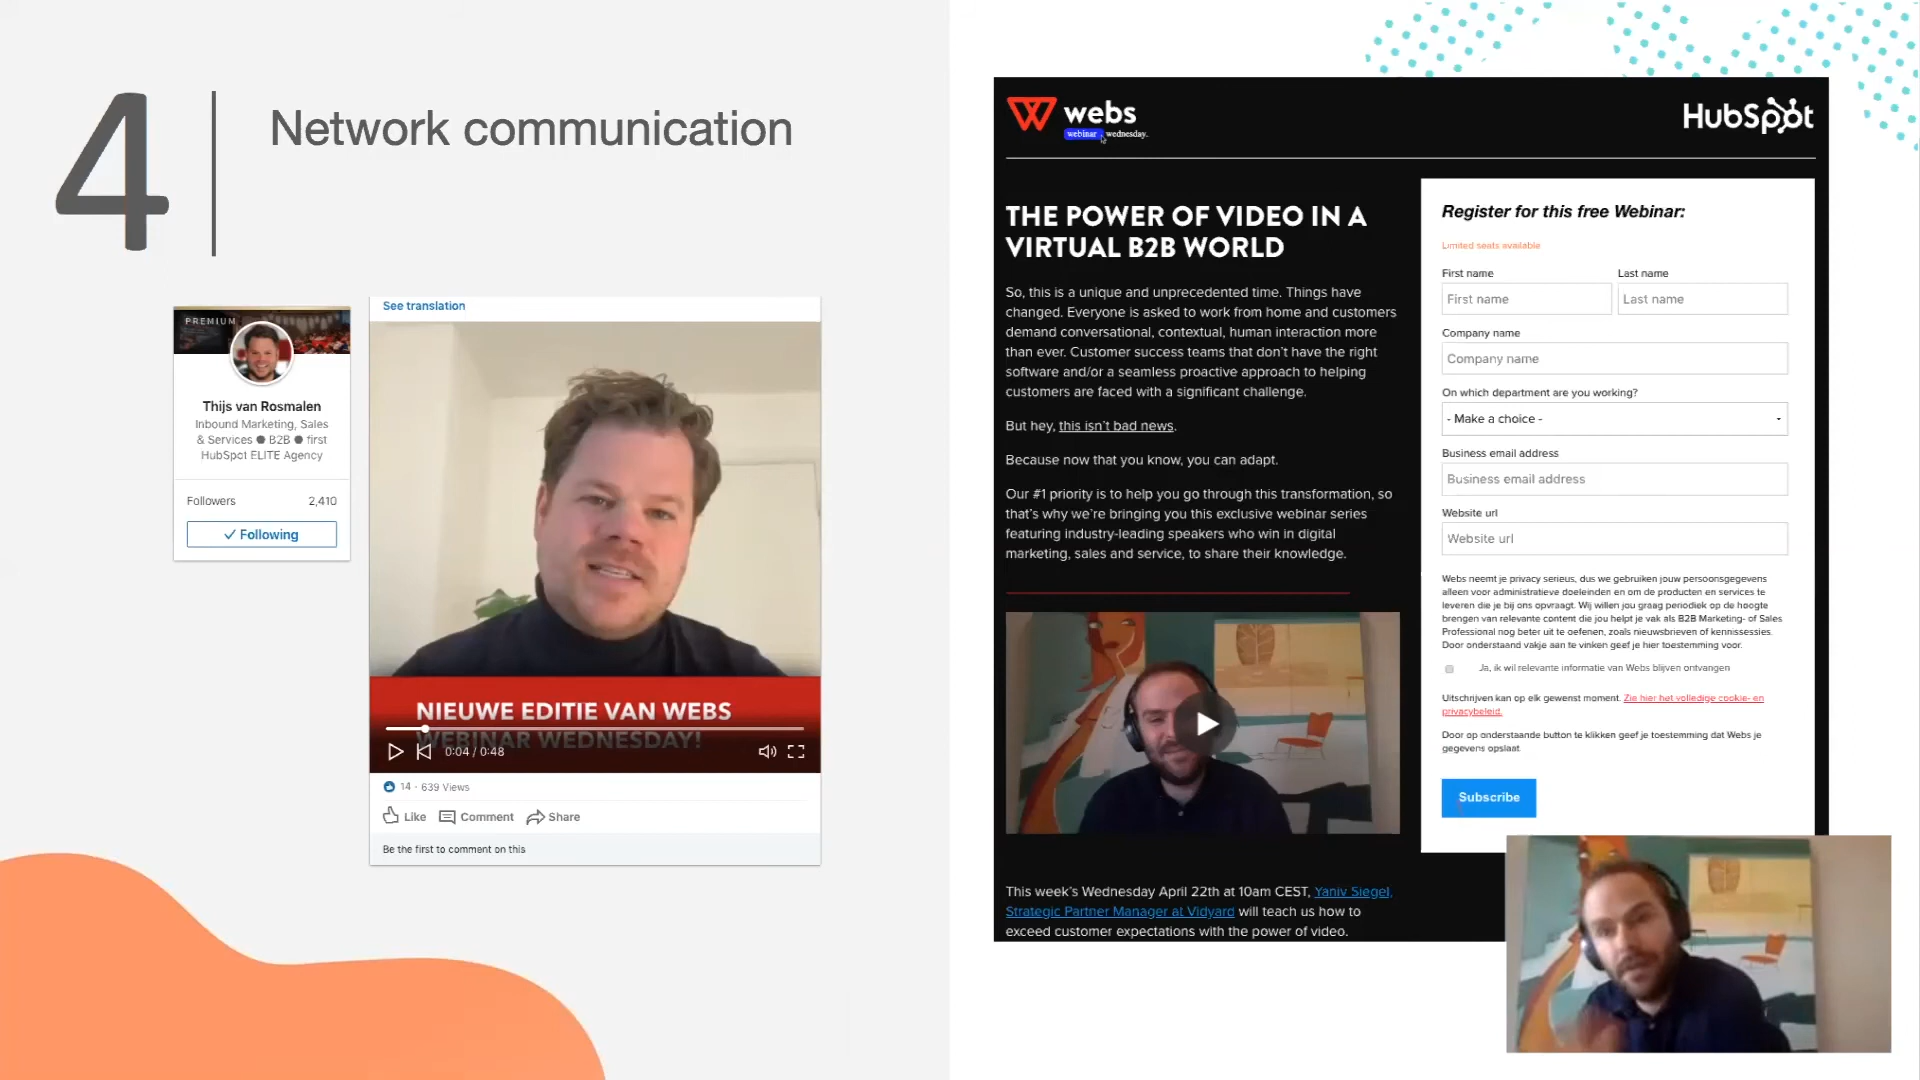 4
Network communication
PREMIUM
Thijs van Rosmalen
Inbound Marketing, Sales
& Services ● B2B ● first
HubSpot ELITE Agency
Followers 2,410
✓ Following
See translation
NIEUWE EDITIE VAN WEBS
WEBINAR WEDNESDAY!
0:04 / 0:48
14 · 639 Views
Like Comment Share
Be the first to comment on this
webs
webinar wednesday.
HubSpot
THE POWER OF VIDEO IN A
VIRTUAL B2B WORLD
So, this is a unique and unprecedented time. Things have
changed. Everyone is asked to work from home and customers
demand conversational, contextual, human interaction more
than ever. Customer success teams that don't have the right
software and/or a seamless proactive approach to helping
customers are faced with a significant challenge.
But hey, this isn't bad news.
Because now that you know, you can adapt.
Our #1 priority is to help you go through this transformation, so
that's why we're bringing you this exclusive webinar series
featuring industry-leading speakers who win in digital
marketing, sales and service, to share their knowledge.
This week's Wednesday April 22th at 10am CEST, Yaniv Siegel,
Strategic Partner Manager at Vidyard will teach us how to
exceed customer expectations with the power of video.
Register for this free Webinar:
Limited seats available
First name Last name
First name Last name
Company name
Company name
On which department are you working?
- Make a choice -
Business email address
Business email address
Website url
Website url
Webs neemt je privacy serieus, dus we gebruiken jouw persoonsgegevens
alleen voor administratieve doeleinden en om de producten en services te
leveren die je bij ons opvraagt. Wij willen jou graag periodiek op de hoogte
brengen van relevante content die jou helpt je vak als B2B Marketing- of Sales
Professional nog beter uit te oefenen, zoals nieuwsbrieven of kennissessies.
Door onderstaand vakje aan te vinken geef je hier toestemming voor.
Ja, ik wil relevante informatie van Webs blijven ontvangen
Uitschrijven kan op elk gewenst moment. Zie hier het volledige cookie- en
privacybeleid.
Door op onderstaande button te klikken geef je toestemming dat Webs je
gegevens opslaat
Subscribe